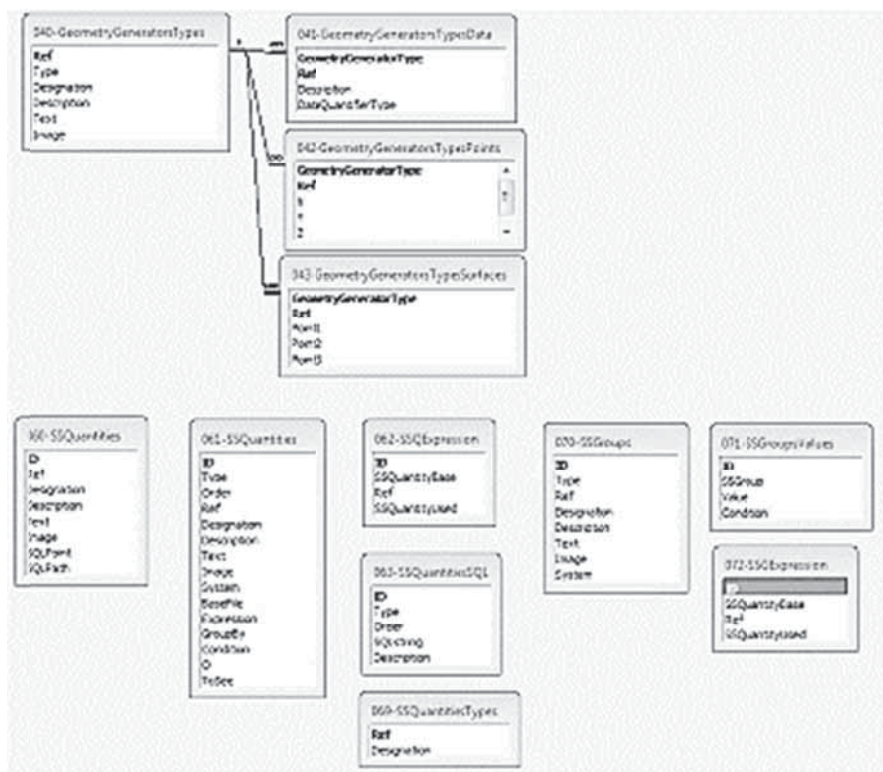 040-GeometryGeneratorsTypes
Ref
Type
Designation
Description
Text
Image
041-GeometryGeneratorsTypesData
GeometryGeneratorType
Ref
Description
DataQuantifierType
042-GeometryGeneratorsTypesPoints
GeometryGeneratorType
Ref
X
Y
Z
043-GeometryGeneratorsTypesSurfaces
GeometryGeneratorType
Ref
Point1
Point2
Point3
060-SSQuantities
ID
Ref
Designation
Description
Text
Image
SQLPoint
SQLPath
061-SSQuantities
ID
Type
Order
Ref
Designation
Description
Text
Image
System
BaseFile
Expression
GroupBy
Condition
O
ToSee
062-SSQExpression
ID
SSQuantityBase
Ref
SSQuantityUsed
063-SSQuantitiesSQL
ID
Type
Order
SQLstring
Description
069-SSQuantitiesTypes
Ref
Designation
070-SSGroups
ID
Type
Ref
Designation
Description
Text
Image
System
071-SSGroupsValues
ID
SSGroup
Value
Condition
072-SSGExpression
SSQuantityBase
Ref
SSQuantityUsed